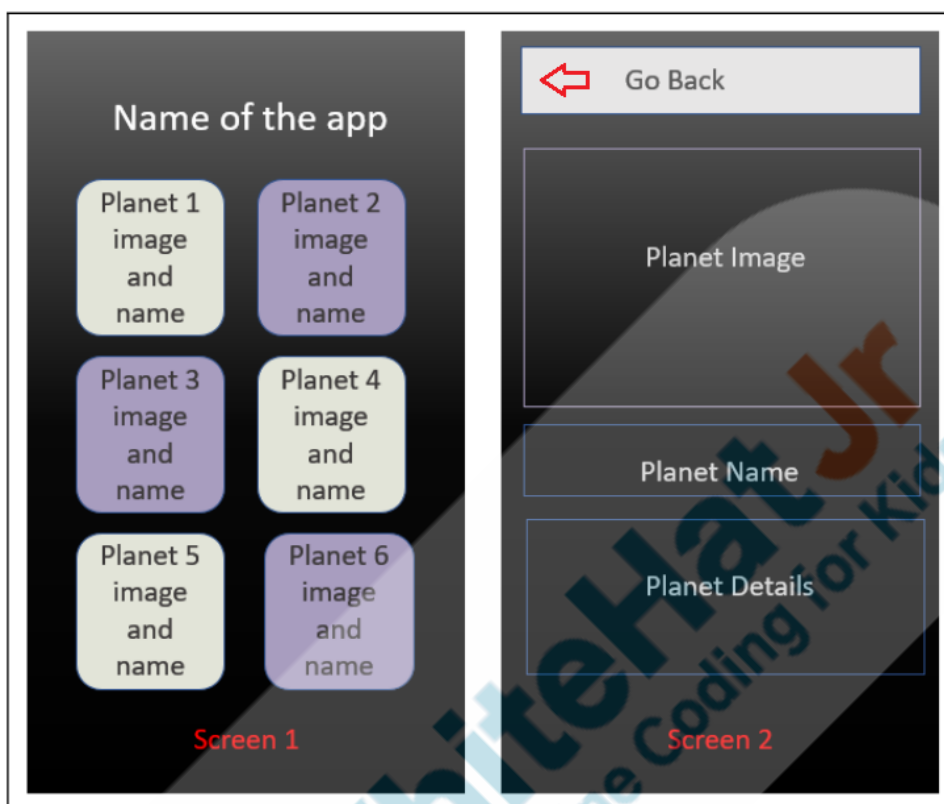 Name of the app
Planet 1
image
and
name
Planet 2
image
and
name
Planet 3
image
and
name
Planet 4
image
and
name
Planet 5
image
and
name
Planet 6
image
and
name
Screen 1
Go Back
Planet Image
Planet Name
Planet Details
Screen 2
hiteHat Jr
ne Coding for Kids